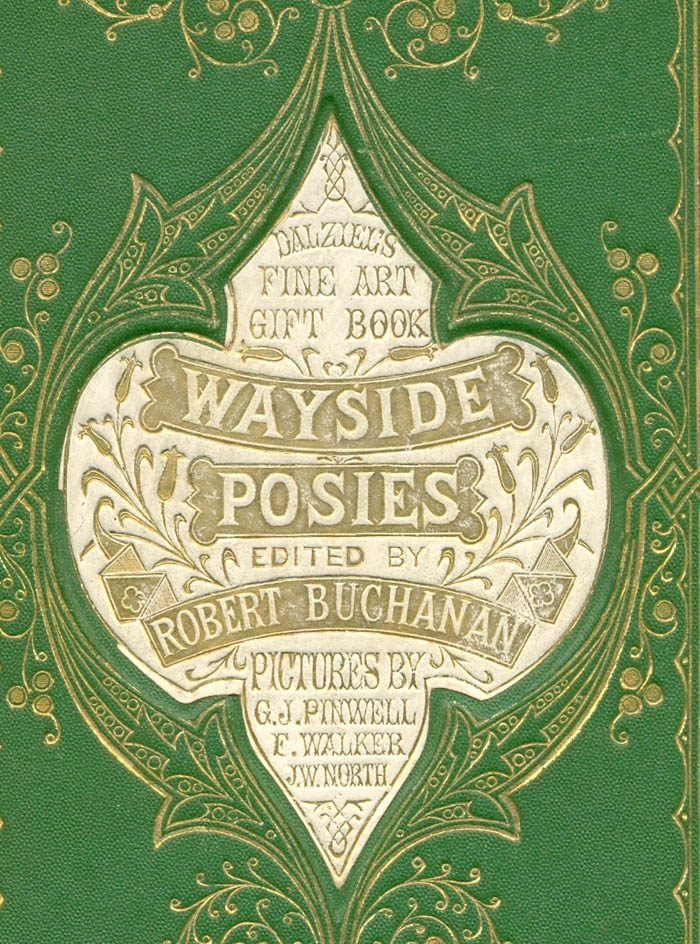 DALZIEL'S
FINE ART
GIFT BOOK
WAYSIDE
POSIES
EDITED BY
ROBERT BUCHANAN
PICTURES BY
G.J.PINWELL
F.WALKER
J.W.NORTH.